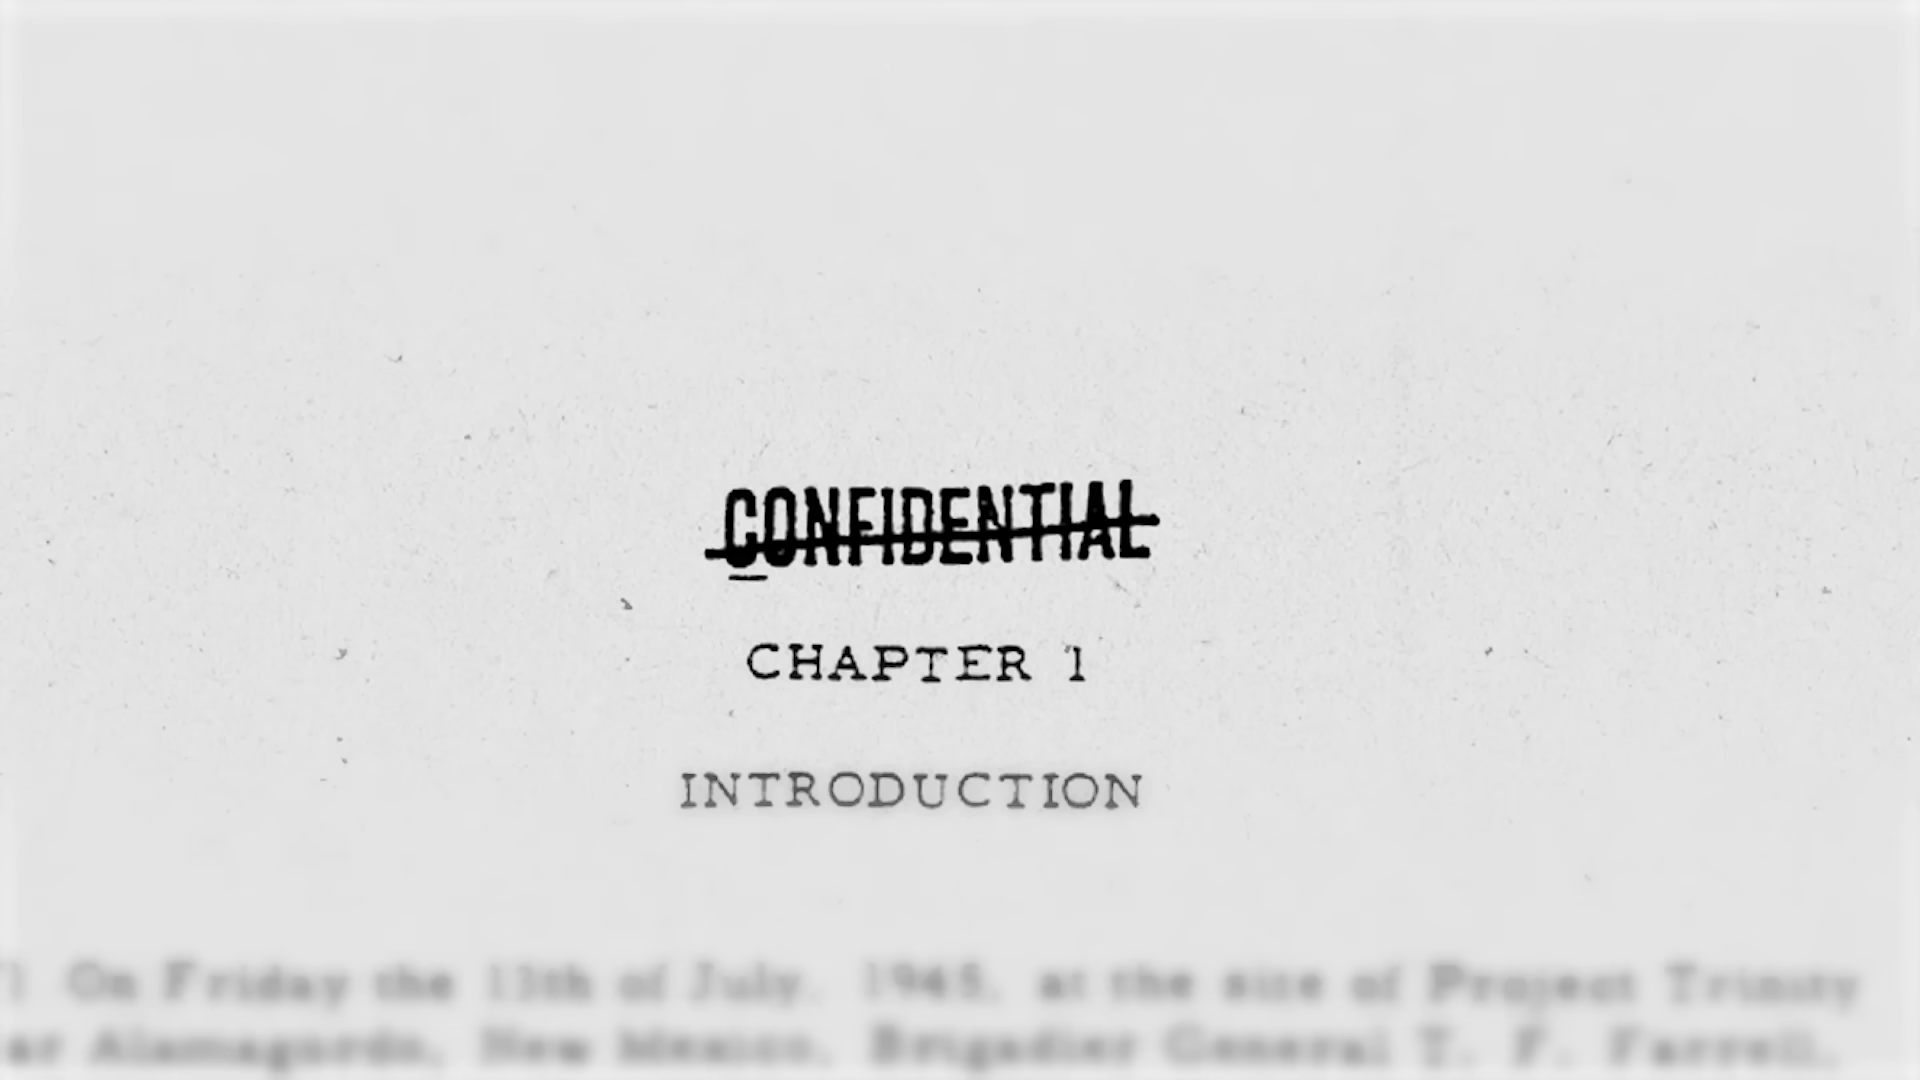 CONFIDENTIAL
CHAPTER 1
INTRODUCTION
On Friday the 13th of July, 1945, at the site of Project Trinity
Alamagordo, New Mexico, Brigadier General T. F. Farrell,